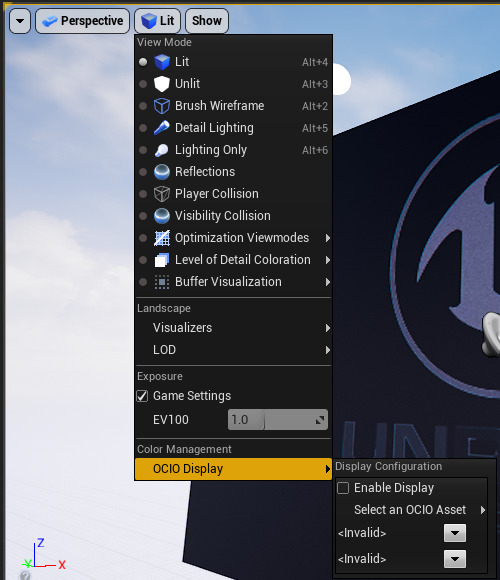 Perspective
Lit
Show
View Mode
Lit Alt+4
Unlit Alt+3
Brush Wireframe Alt+2
Detail Lighting Alt+5
Lighting Only Alt+6
Reflections
Player Collision
Visibility Collision
Optimization Viewmodes
Level of Detail Coloration
Buffer Visualization
Landscape
Visualizers
LOD
Exposure
Game Settings
EV100 1.0
Color Management
OCIO Display
Display Configuration
Enable Display
Select an OCIO Asset
<Invalid>
<Invalid>
Z
Y X
?